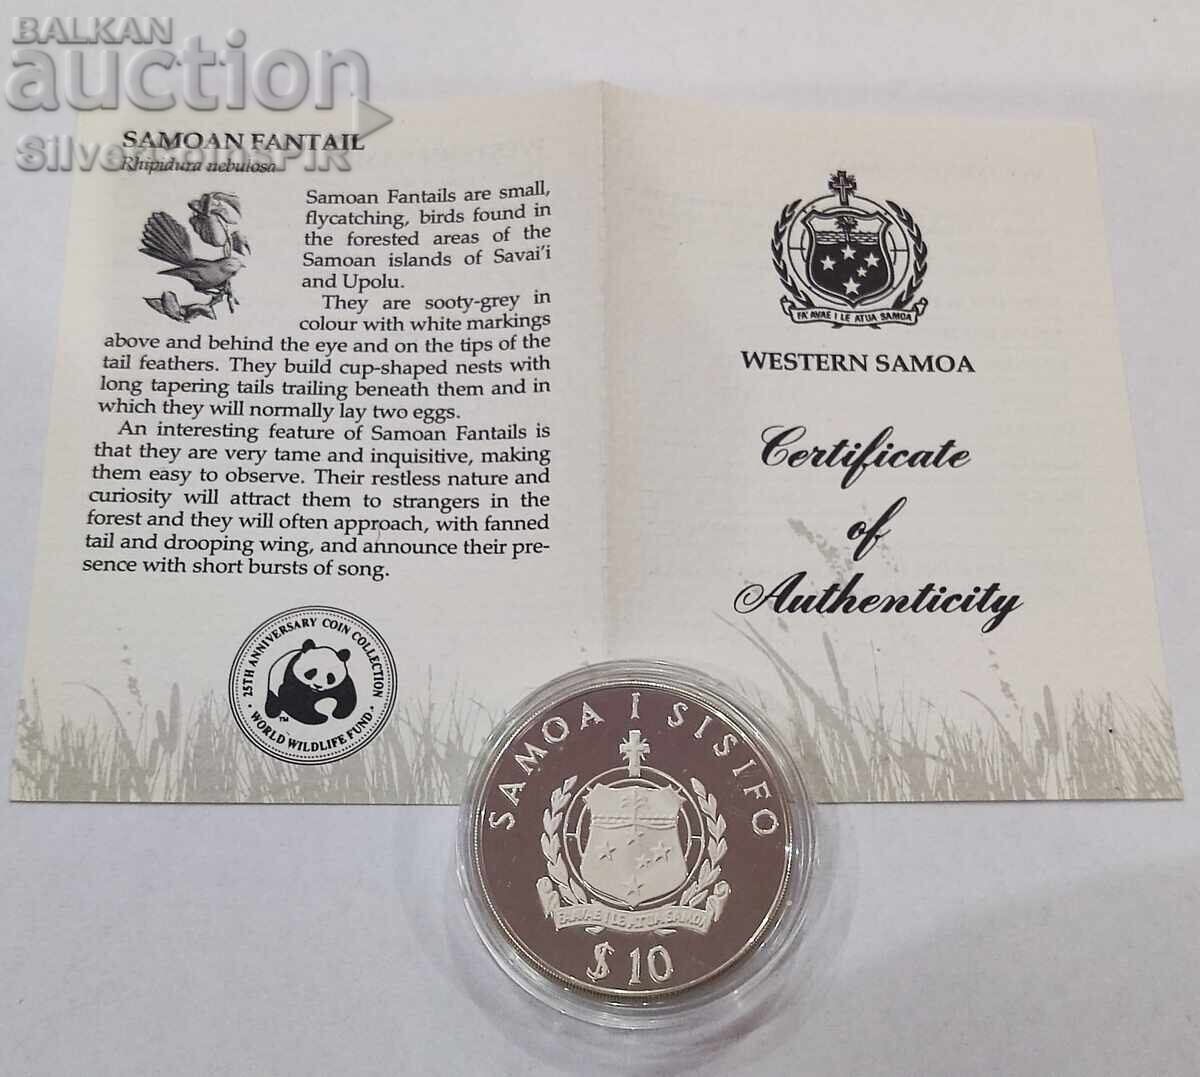 BALKAN
auction
SilvercoinsPIR
SAMOAN FANTAIL
Rhipidura nebulosa
Samoan Fantails are small,
flycatching, birds found in
the forested areas of the
Samoan islands of Savai'i
and Upolu.
They are sooty-grey in
colour with white markings
above and behind the eye and on the tips of the
tail feathers. They build cup-shaped nests with
long tapering tails trailing beneath them and in
which they will normally lay two eggs.
An interesting feature of Samoan Fantails is
that they are very tame and inquisitive, making
them easy to observe. Their restless nature and
curiosity will attract them to strangers in the
forest and they will often approach, with fanned
tail and drooping wing, and announce their pre-
sence with short bursts of song.
25TH ANNIVERSARY COIN COLLECTION
· WORLD WILDLIFE FUND ·
TM
FA'AVAE I LE ATUA SAMOA
WESTERN SAMOA
Certificate
of
Authenticity
SAMOA I SISIFO
FAAVAE I LE ATUA SAMOA
$10